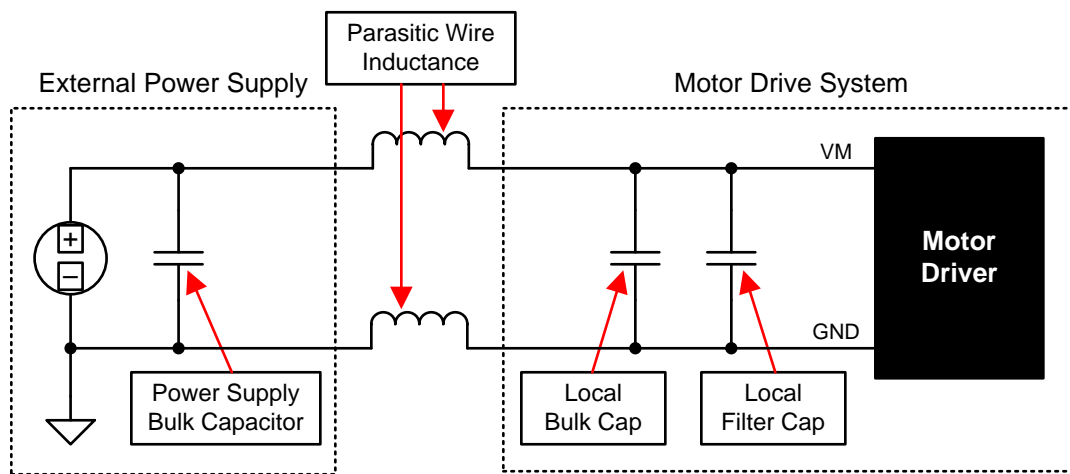 Parasitic Wire
Inductance
External Power Supply
Motor Drive System
VM
+
−
Motor
Driver
GND
Power Supply
Bulk Capacitor
Local
Bulk Cap
Local
Filter Cap